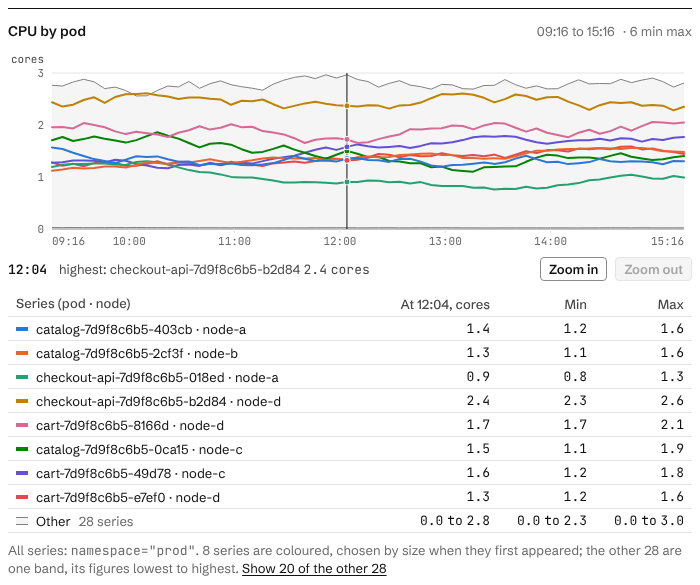 CPU by pod
09:16 to 15:16 · 6 min max
cores
3
2
1
0
09:16 10:00 11:00 12:00 13:00 14:00 15:16
12:04 highest: checkout-api-7d9f8c6b5-b2d84 2.4 cores
Zoom in Zoom out
Series (pod · node) At 12:04, cores Min Max
catalog-7d9f8c6b5-403cb · node-a 1.4 1.2 1.6
catalog-7d9f8c6b5-2cf3f · node-b 1.3 1.1 1.6
checkout-api-7d9f8c6b5-018ed · node-a 0.9 0.8 1.3
checkout-api-7d9f8c6b5-b2d84 · node-d 2.4 2.3 2.6
cart-7d9f8c6b5-8166d · node-d 1.7 1.7 2.1
catalog-7d9f8c6b5-0ca15 · node-c 1.5 1.1 1.9
cart-7d9f8c6b5-49d78 · node-c 1.6 1.2 1.8
cart-7d9f8c6b5-e7ef0 · node-d 1.3 1.2 1.6
Other 28 series 0.0 to 2.8 0.0 to 2.3 0.0 to 3.0
All series: namespace="prod". 8 series are coloured, chosen by size when they first appeared; the other 28 are
one band, its figures lowest to highest. Show 20 of the other 28